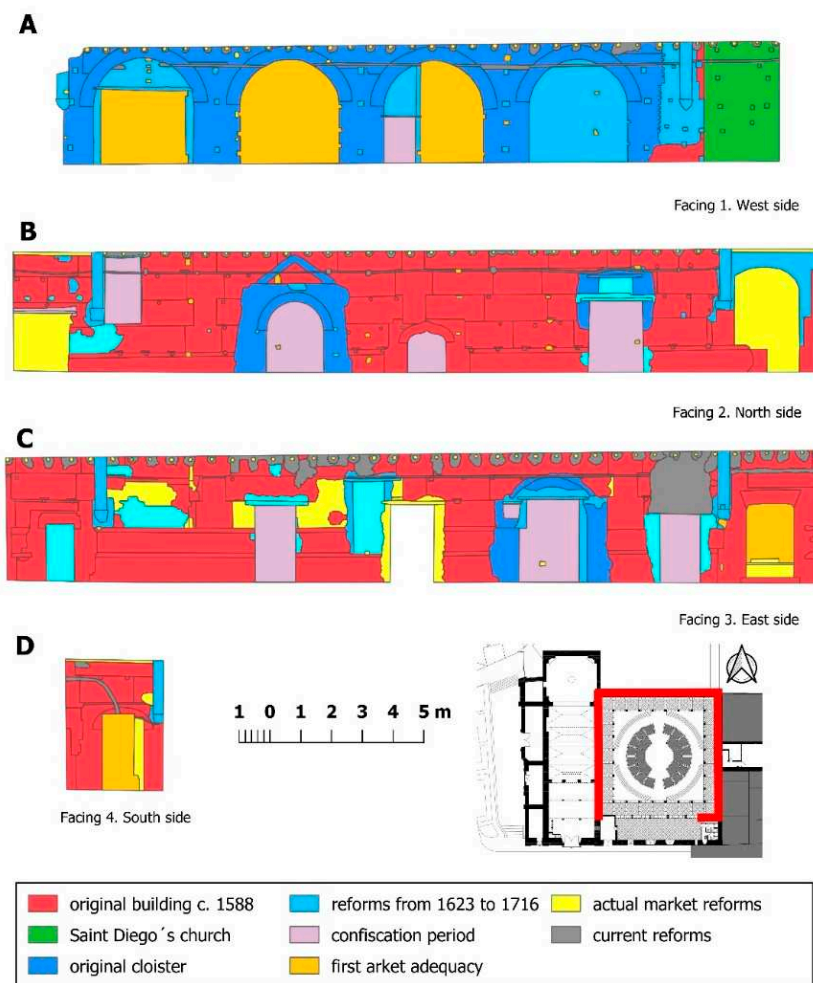 A
Facing 1. West side
B
Facing 2. North side
C
Facing 3. East side
D
1 0 1 2 3 4 5 m
Facing 4. South side
original building c. 1588
reforms from 1623 to 1716
actual market reforms
Saint Diego´s church
confiscation period
current reforms
original cloister
first arket adequacy